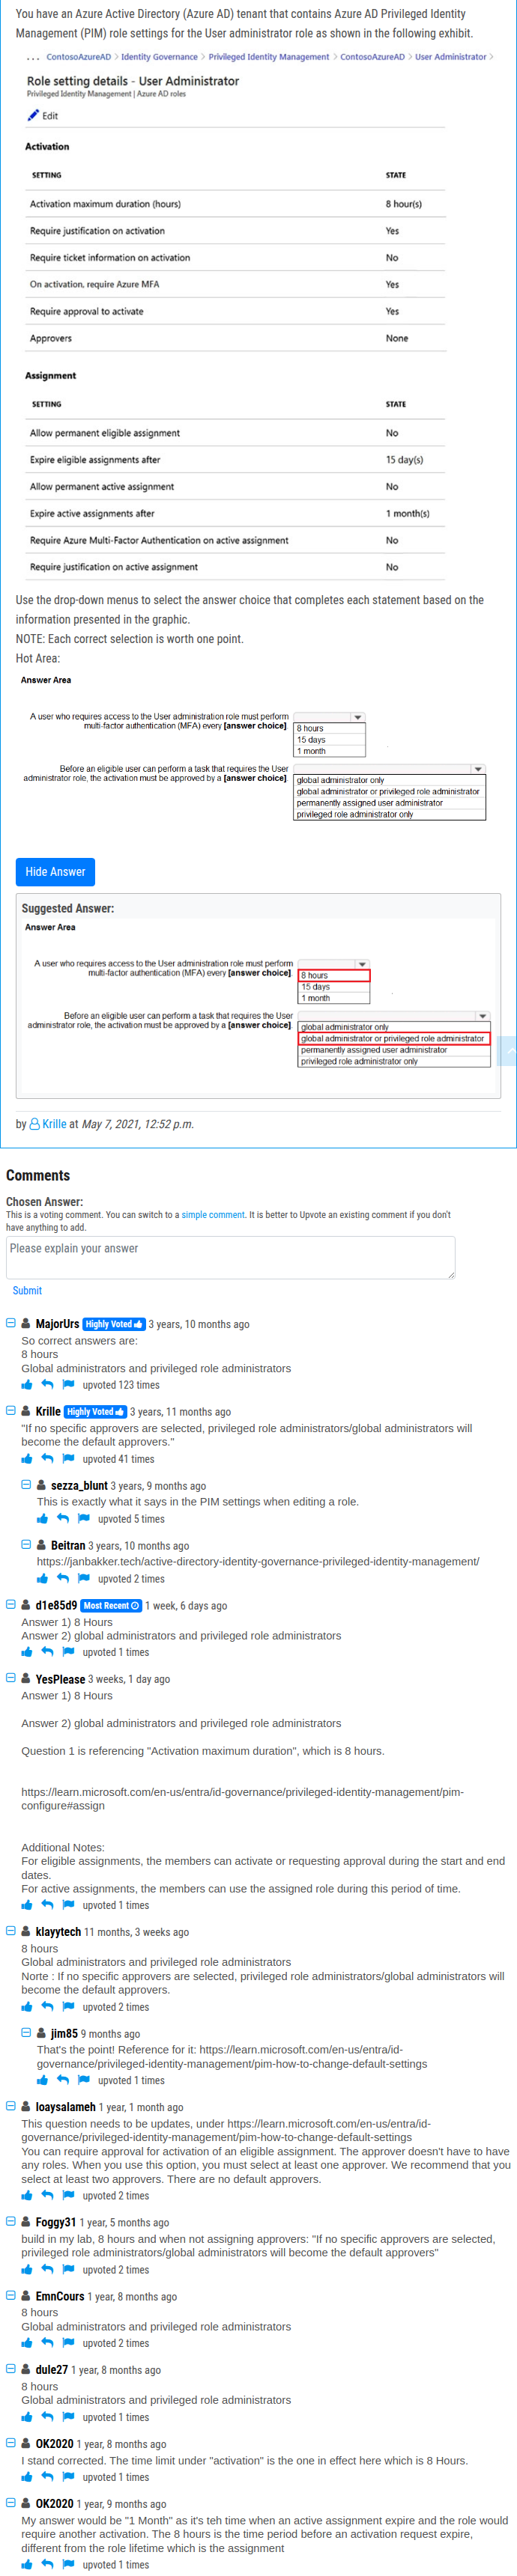 You have an Azure Active Directory (Azure AD) tenant that contains Azure AD Privileged Identity
Management (PIM) role settings for the User administrator role as shown in the following exhibit.
... ContosoAzureAD > Identity Governance > Privileged Identity Management > ContosoAzureAD > User Administrator >
Role setting details - User Administrator
Privileged Identity Management | Azure AD roles
Edit
Activation
SETTING STATE
Activation maximum duration (hours) 8 hour(s)
Require justification on activation Yes
Require ticket information on activation No
On activation, require Azure MFA Yes
Require approval to activate Yes
Approvers None
Assignment
SETTING STATE
Allow permanent eligible assignment No
Expire eligible assignments after 15 day(s)
Allow permanent active assignment No
Expire active assignments after 1 month(s)
Require Azure Multi-Factor Authentication on active assignment No
Require justification on active assignment No
Use the drop-down menus to select the answer choice that completes each statement based on the
information presented in the graphic.
NOTE: Each correct selection is worth one point.
Hot Area:
Answer Area
A user who requires access to the User administration role must perform
multi-factor authentication (MFA) every [answer choice].
8 hours
15 days
1 month
Before an eligible user can perform a task that requires the User
administrator role, the activation must be approved by a [answer choice].
global administrator only
global administrator or privileged role administrator
permanently assigned user administrator
privileged role administrator only
Hide Answer
Suggested Answer:
Answer Area
A user who requires access to the User administration role must perform
multi-factor authentication (MFA) every [answer choice].
8 hours
15 days
1 month
Before an eligible user can perform a task that requires the User
administrator role, the activation must be approved by a [answer choice].
global administrator only
global administrator or privileged role administrator
permanently assigned user administrator
privileged role administrator only
by Krille at May 7, 2021, 12:52 p.m.
Comments
Chosen Answer:
This is a voting comment. You can switch to a simple comment. It is better to Upvote an existing comment if you don't
have anything to add.
Please explain your answer
Submit
MajorUrs Highly Voted 3 years, 10 months ago
So correct answers are:
8 hours
Global administrators and privileged role administrators
upvoted 123 times
Krille Highly Voted 3 years, 11 months ago
"If no specific approvers are selected, privileged role administrators/global administrators will
become the default approvers."
upvoted 41 times
sezza_blunt 3 years, 9 months ago
This is exactly what it says in the PIM settings when editing a role.
upvoted 5 times
Beitran 3 years, 10 months ago
https://janbakker.tech/active-directory-identity-governance-privileged-identity-management/
upvoted 2 times
d1e85d9 Most Recent 1 week, 6 days ago
Answer 1) 8 Hours
Answer 2) global administrators and privileged role administrators
upvoted 1 times
YesPlease 3 weeks, 1 day ago
Answer 1) 8 Hours
Answer 2) global administrators and privileged role administrators
Question 1 is referencing "Activation maximum duration", which is 8 hours.
https://learn.microsoft.com/en-us/entra/id-governance/privileged-identity-management/pim-
configure#assign
Additional Notes:
For eligible assignments, the members can activate or requesting approval during the start and end
dates.
For active assignments, the members can use the assigned role during this period of time.
upvoted 1 times
klayytech 11 months, 3 weeks ago
8 hours
Global administrators and privileged role administrators
Norte : If no specific approvers are selected, privileged role administrators/global administrators will
become the default approvers.
upvoted 2 times
jim85 9 months ago
That's the point! Reference for it: https://learn.microsoft.com/en-us/entra/id-
governance/privileged-identity-management/pim-how-to-change-default-settings
upvoted 1 times
loaysalameh 1 year, 1 month ago
This question needs to be updates, under https://learn.microsoft.com/en-us/entra/id-
governance/privileged-identity-management/pim-how-to-change-default-settings
You can require approval for activation of an eligible assignment. The approver doesn't have to have
any roles. When you use this option, you must select at least one approver. We recommend that you
select at least two approvers. There are no default approvers.
upvoted 2 times
Foggy31 1 year, 5 months ago
build in my lab, 8 hours and when not assigning approvers: "If no specific approvers are selected,
privileged role administrators/global administrators will become the default approvers"
upvoted 2 times
EmnCours 1 year, 8 months ago
8 hours
Global administrators and privileged role administrators
upvoted 2 times
dule27 1 year, 8 months ago
8 hours
Global administrators and privileged role administrators
upvoted 1 times
OK2020 1 year, 8 months ago
I stand corrected. The time limit under "activation" is the one in effect here which is 8 Hours.
upvoted 1 times
OK2020 1 year, 9 months ago
My answer would be "1 Month" as it's teh time when an active assignment expire and the role would
require another activation. The 8 hours is the time period before an activation request expire,
different from the role lifetime which is the assignment
upvoted 1 times